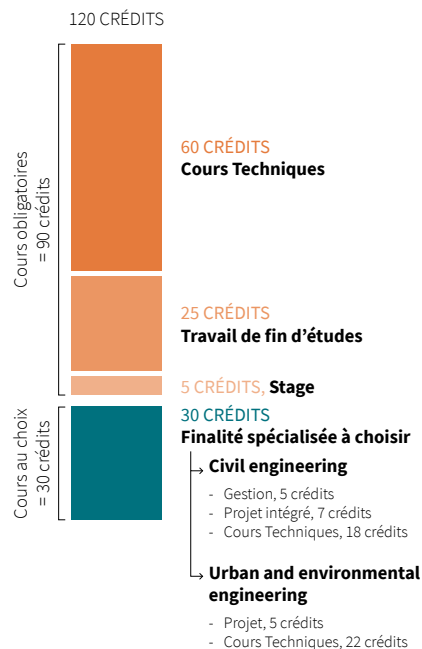 120 CRÉDITS
Cours obligatoires
= 90 crédits
60 CRÉDITS
Cours Techniques
25 CRÉDITS
Travail de fin d'études
5 CRÉDITS, Stage
Cours au choix
= 30 crédits
30 CRÉDITS
Finalité spécialisée à choisir
Civil engineering
- Gestion, 5 crédits
- Projet intégré, 7 crédits
- Cours Techniques, 18 crédits
Urban and environmental
engineering
- Projet, 5 crédits
- Cours Techniques, 22 crédits